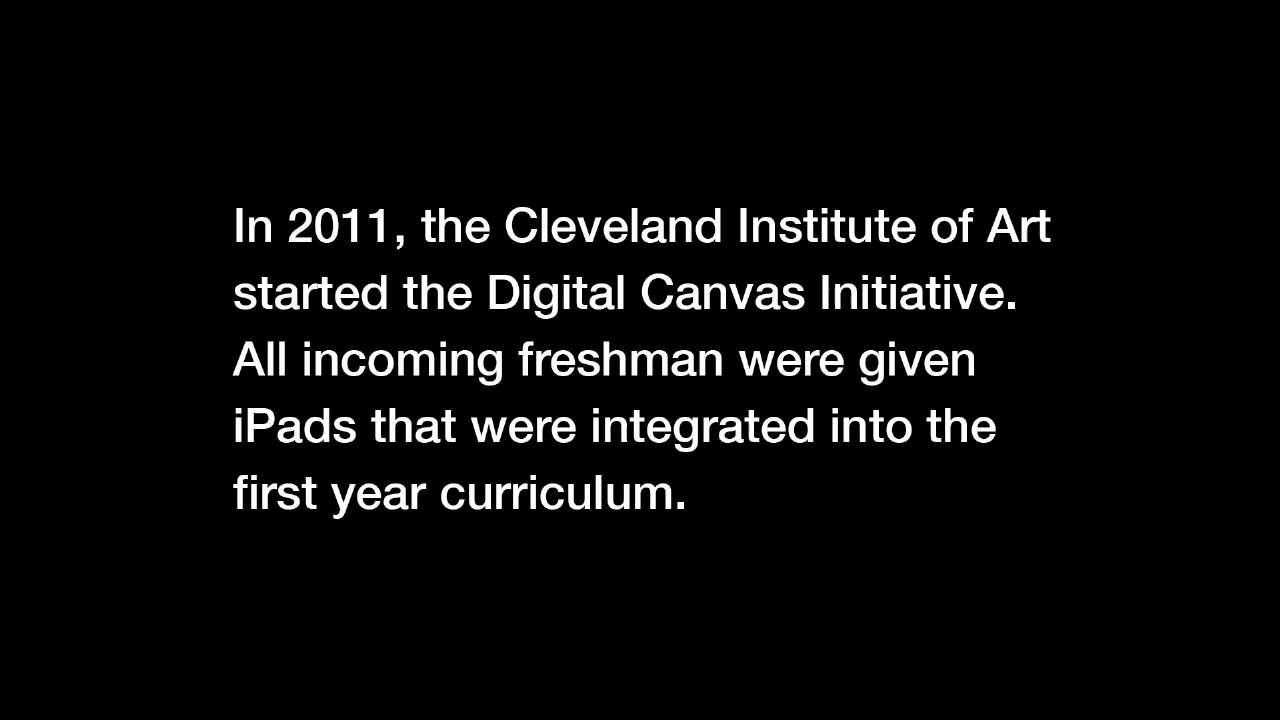 In 2011, the Cleveland Institute of Art
started the Digital Canvas Initiative.
All incoming freshman were given
iPads that were integrated into the
first year curriculum.